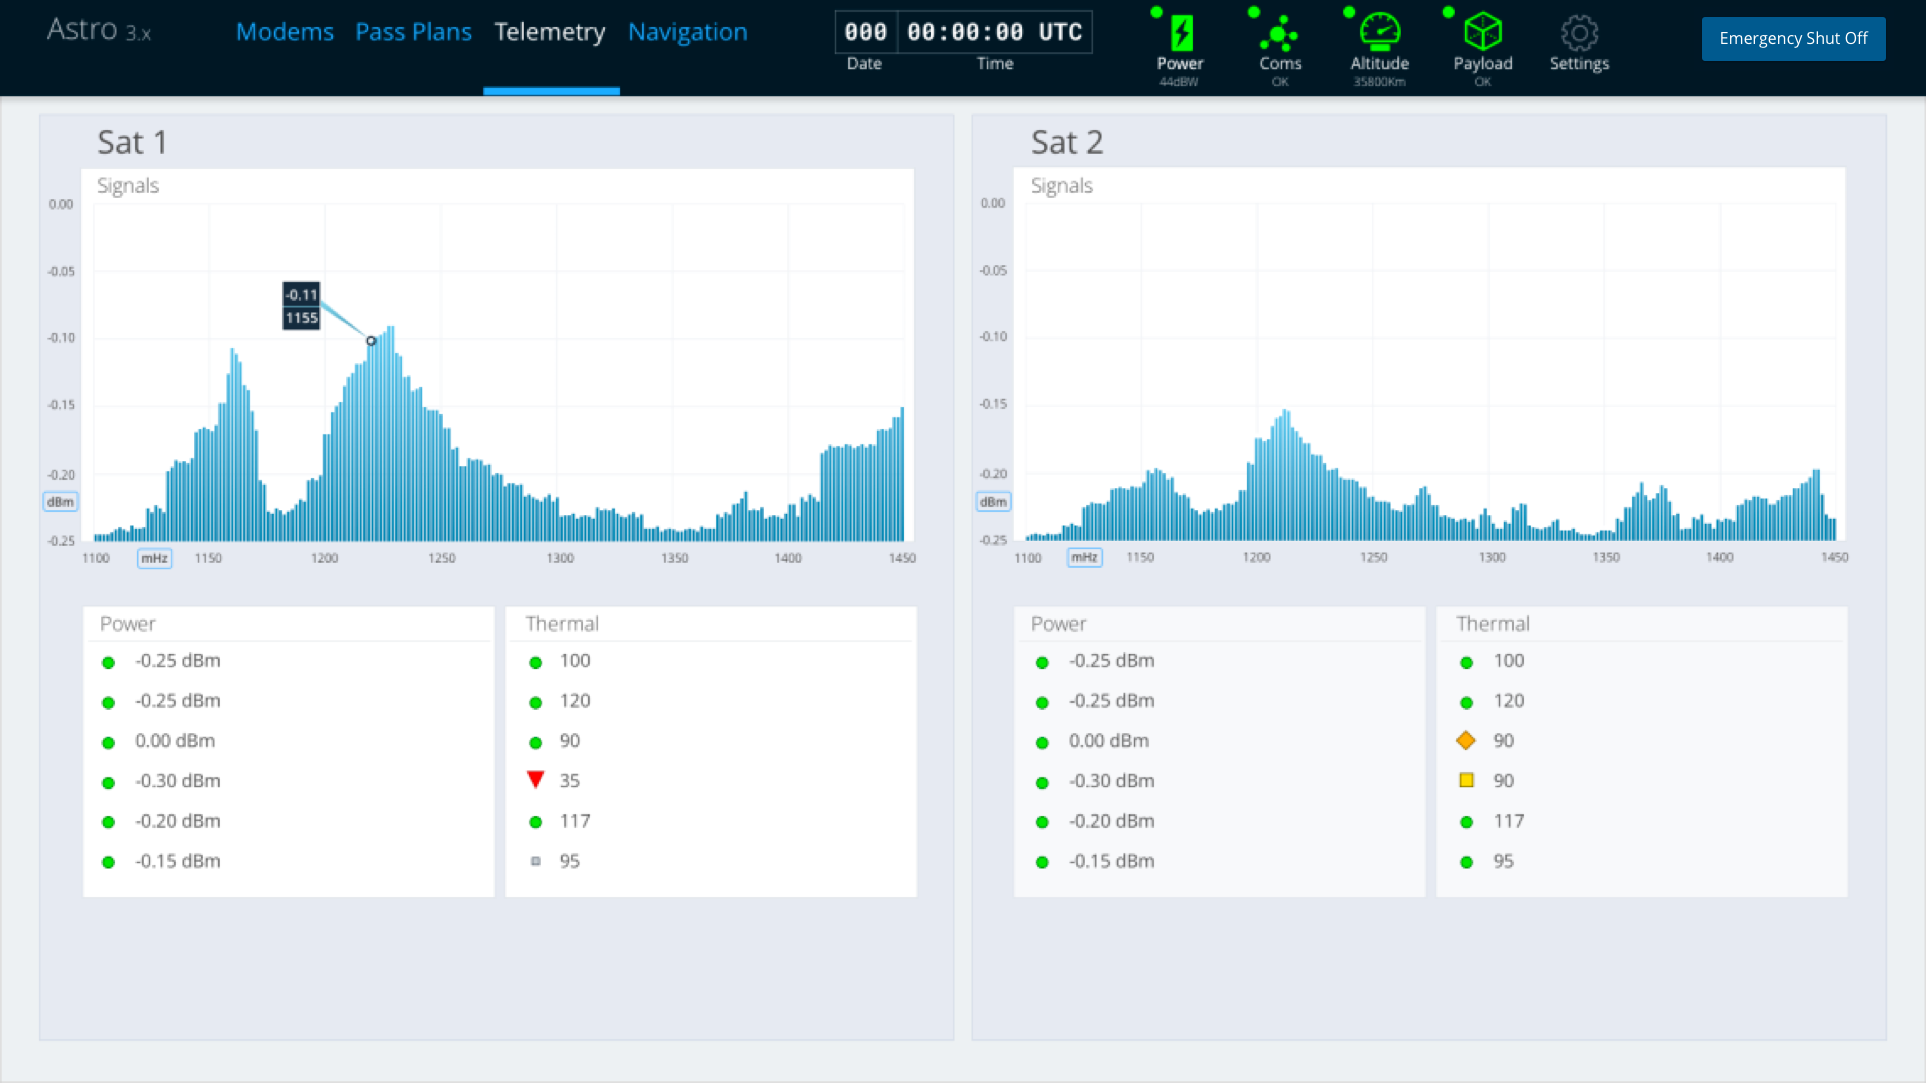 Astro 3.x
Modems Pass Plans Telemetry Navigation
000 00:00:00 UTC
Date Time
Power
44dBW
Coms
OK
Altitude
35800Km
Payload
OK
Settings
Emergency Shut Off
Sat 1
Signals
0.00
-0.05
-0.10
-0.15
-0.20
dBm
-0.25
-0.11
1155
1100 mHz 1150 1200 1250 1300 1350 1400 1450
Power
-0.25 dBm
-0.25 dBm
0.00 dBm
-0.30 dBm
-0.20 dBm
-0.15 dBm
Thermal
100
120
90
35
117
95
Sat 2
Signals
0.00
-0.05
-0.10
-0.15
-0.20
dBm
-0.25
1100 mHz 1150 1200 1250 1300 1350 1400 1450
Power
-0.25 dBm
-0.25 dBm
0.00 dBm
-0.30 dBm
-0.20 dBm
-0.15 dBm
Thermal
100
120
90
90
117
95